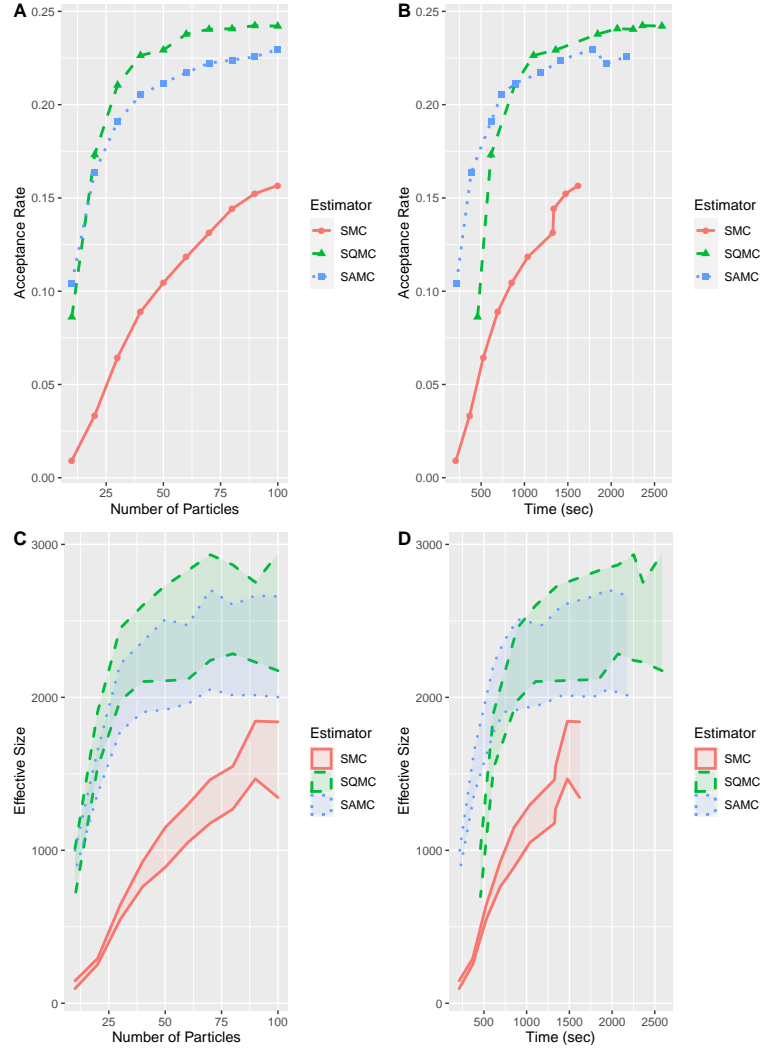 A
B
0.25
0.20
0.15
0.10
0.05
0.00
Acceptance Rate
25
50
75
100
Number of Particles
Estimator
SMC
SQMC
SAMC
0.25
0.20
0.15
0.10
0.05
0.00
Acceptance Rate
500
1000
1500
2000
2500
Time (sec)
Estimator
SMC
SQMC
SAMC
C
D
3000
2000
1000
0
Effective Size
25
50
75
100
Number of Particles
Estimator
SMC
SQMC
SAMC
3000
2000
1000
0
Effective Size
500
1000
1500
2000
2500
Time (sec)
Estimator
SMC
SQMC
SAMC